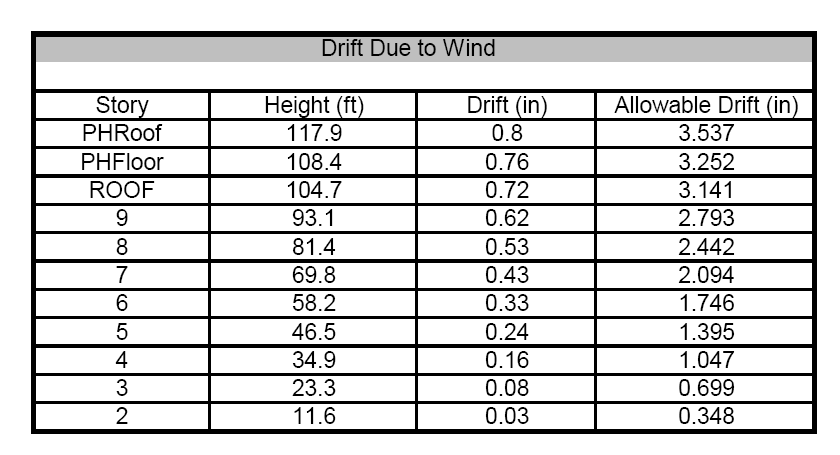 Drift Due to Wind
Story Height (ft) Drift (in) Allowable Drift (in)
PHRoof 117.9 0.8 3.537
PHFloor 108.4 0.76 3.252
ROOF 104.7 0.72 3.141
9 93.1 0.62 2.793
8 81.4 0.53 2.442
7 69.8 0.43 2.094
6 58.2 0.33 1.746
5 46.5 0.24 1.395
4 34.9 0.16 1.047
3 23.3 0.08 0.699
2 11.6 0.03 0.348